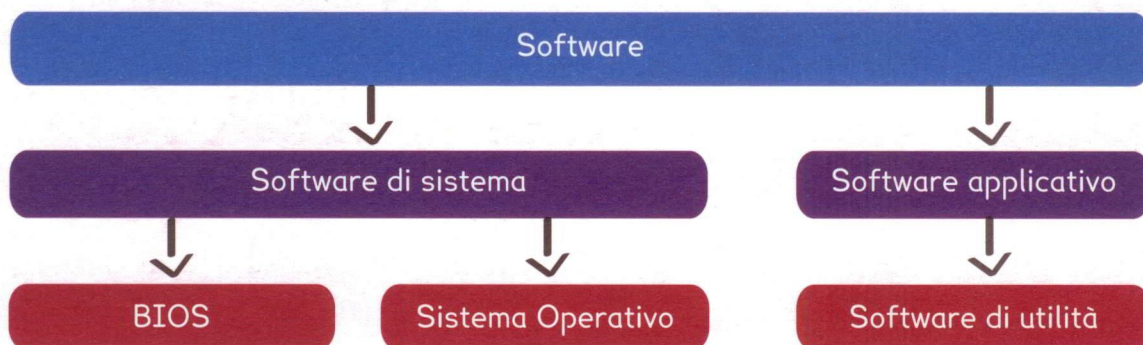 Software
Software di sistema
Software applicativo
BIOS
Sistema Operativo
Software di utilità